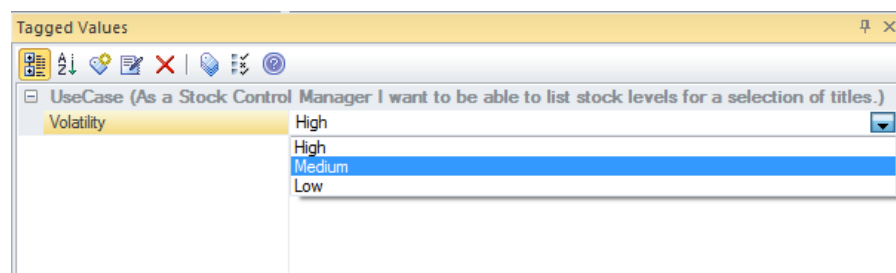 Tagged Values
UseCase (As a Stock Control Manager I want to be able to list stock levels for a selection of titles.)
Volatility High
High
Medium
Low